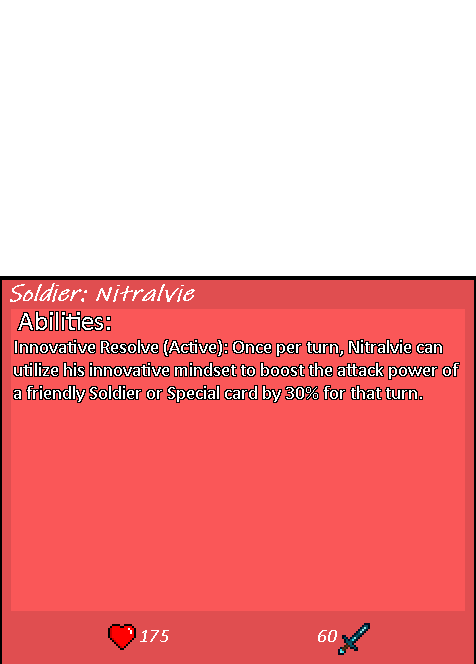 Soldier: Nitralvie
Abilities:
Innovative Resolve (Active): Once per turn, Nitralvie can
utilize his innovative mindset to boost the attack power of
a friendly Soldier or Special card by 30% for that turn.
175
60